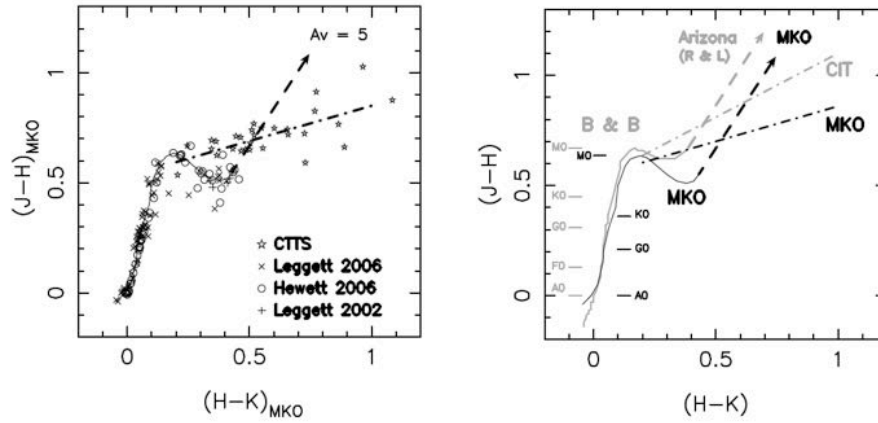 Av = 5
1
0.5
0
(J−H)MKO
☆ CTTS
× Leggett 2006
○ Hewett 2006
+ Leggett 2002
0
0.5
1
(H−K)MKO
Arizona
(R & L)
MKO
CIT
B & B
MKO
MKO
1
0.5
0
(J−H)
M0
M0
K0
K0
G0
G0
F0
A0
A0
0
0.5
1
(H−K)